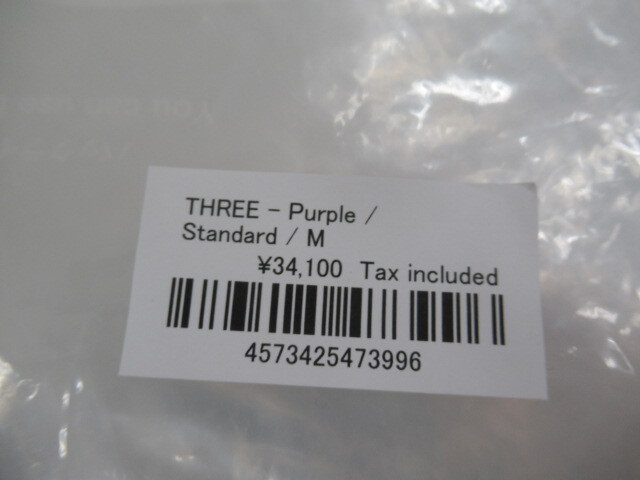 THREE - Purple /
Standard / M
¥34,100 Tax included
4573425473996